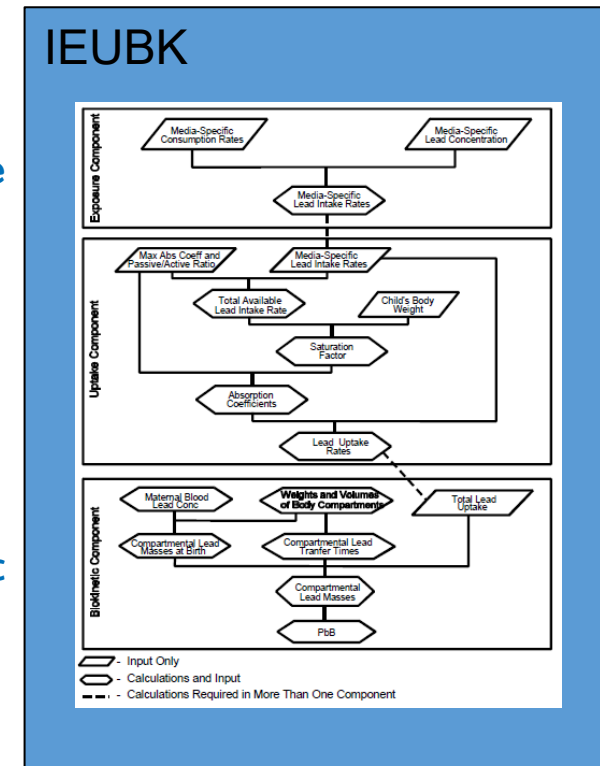 IEUBK
e
c
Exposure Component
Media-Specific
Consumption Rates
Media-Specific
Lead Concentration
Media-Specific
Lead Intake Rates
Uptake Component
Max Abs Coeff and
Passive/Active Ratio
Media-Specific
Lead Intake Rates
Total Available
Lead Intake Rate
Child's Body
Weight
Saturation
Factor
Absorption
Coefficients
Lead Uptake
Rates
Biokinetic Component
Maternal Blood
Lead Conc
Weights and Volumes
of Body Compartments
Total Lead
Uptake
Compartmental Lead
Masses at Birth
Compartmental Lead
Tranfer Times
Compartmental
Lead Masses
PbB
- Input Only
- Calculations and Input
- Calculations Required in More Than One Component